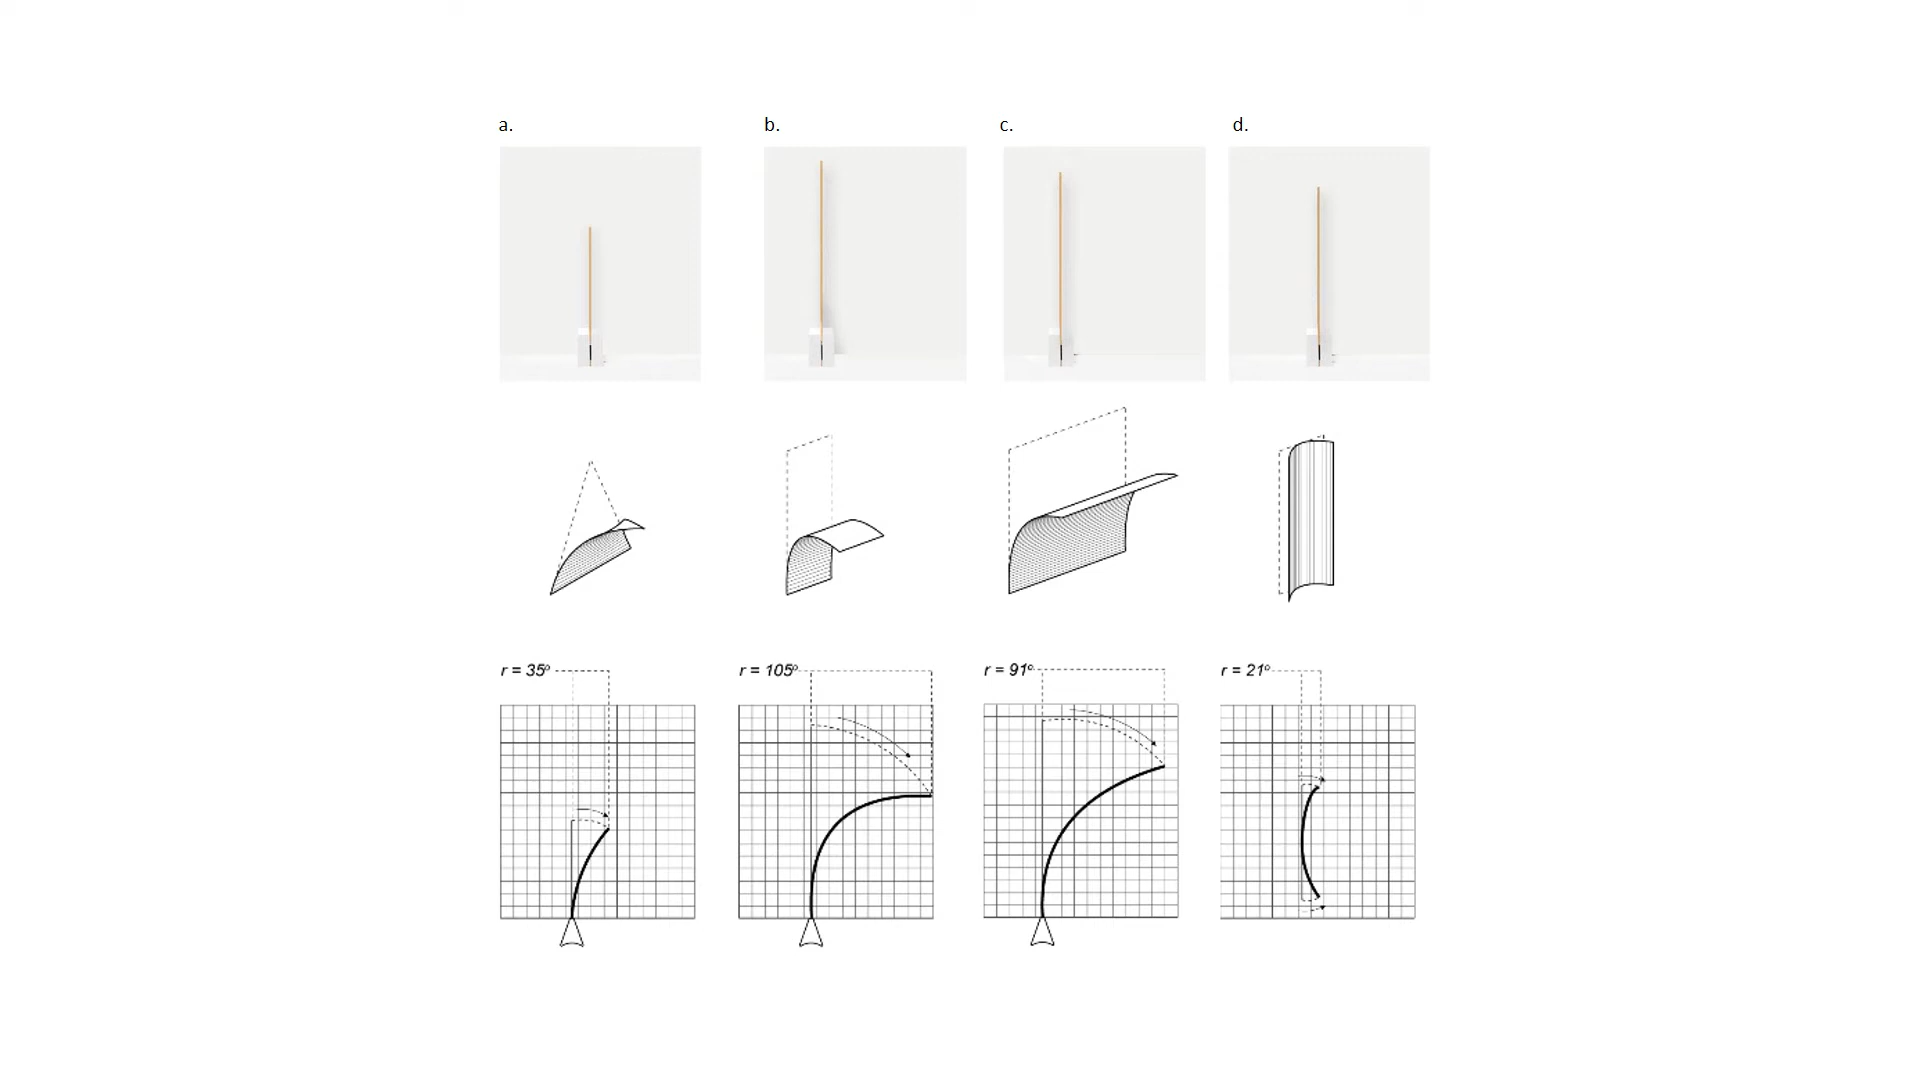 a.
b.
c.
d.
r = 35º
r = 105º
r = 91º
r = 21º